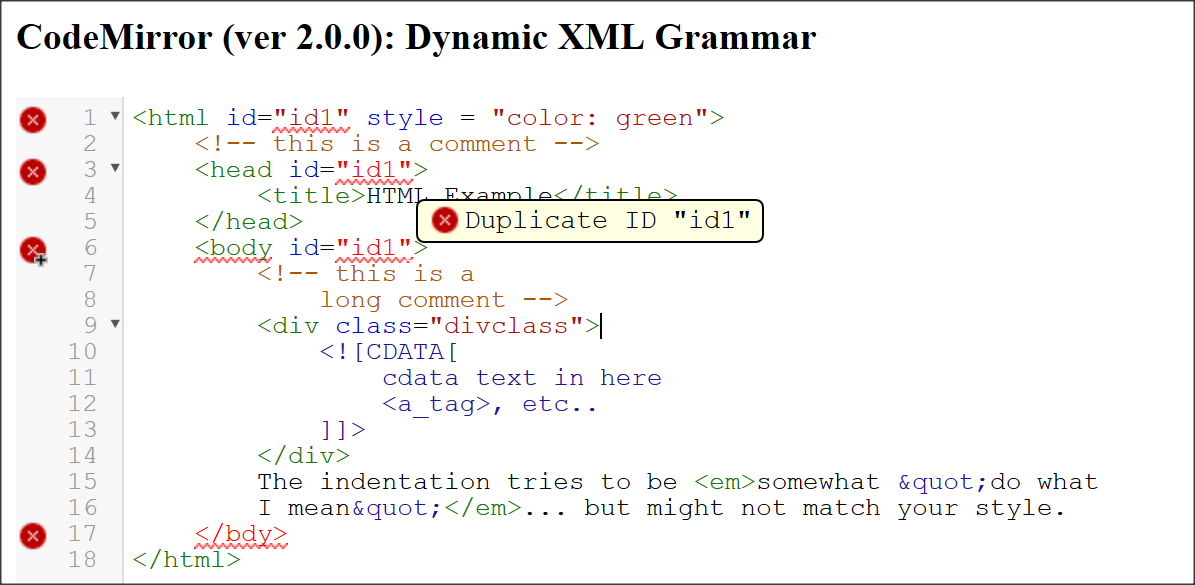 CodeMirror (ver 2.0.0): Dynamic XML Grammar
1 ▼ <html id="id1" style = "color: green">
2 <!-- this is a comment -->
3 ▼ <head id="id1">
4 <title>HTML Example</title>
Duplicate ID "id1"
5 </head>
6 <body id="id1">
7 <!-- this is a
8 long comment -->
9 ▼ <div class="divclass">
10 <![CDATA[
11 cdata text in here
12 <a_tag>, etc..
13 ]]>
14 </div>
15 The indentation tries to be <em>somewhat &quot;do what
16 I mean&quot;</em>... but might not match your style.
17 </bdy>
18 </html>